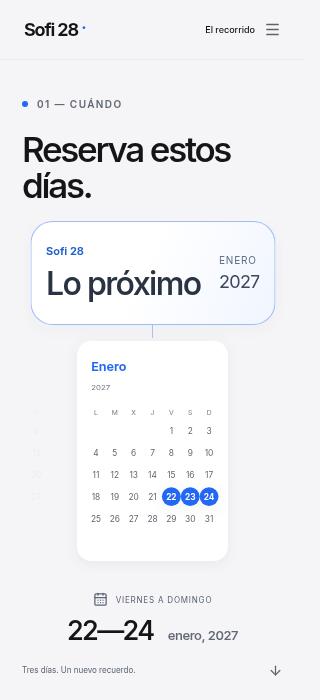 Sofi 28
El recorrido
01 — CUÁNDO
Reserva estos
días.
Sofi 28
Lo próximo
ENERO
2027
Enero
2027
L M X J V S D
1 2 3
4 5 6 7 8 9 10
11 12 13 14 15 16 17
18 19 20 21 22 23 24
25 26 27 28 29 30 31
VIERNES A DOMINGO
22—24 enero, 2027
Tres días. Un nuevo recuerdo.